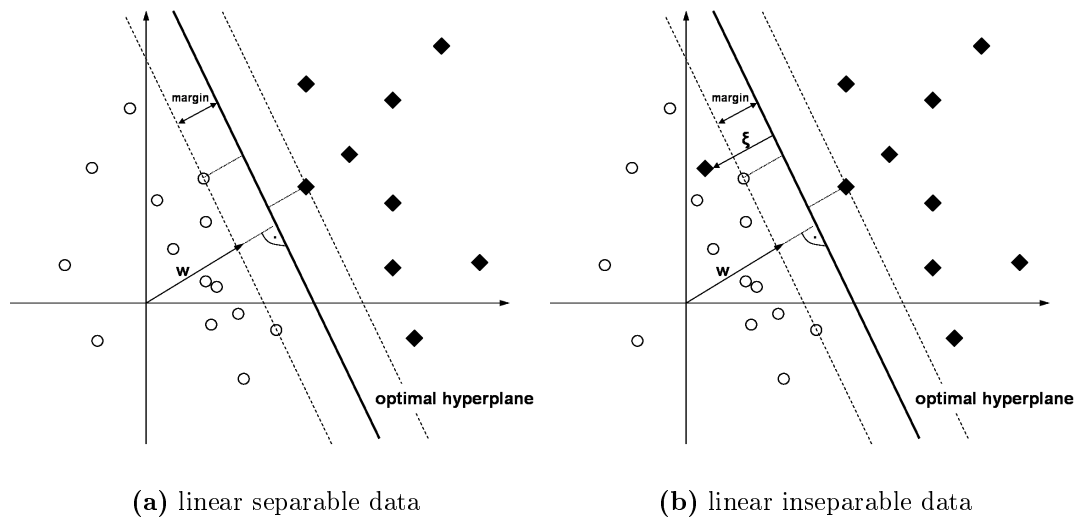 margin
w
optimal hyperplane
(a) linear separable data
margin
ξ
w
optimal hyperplane
(b) linear inseparable data